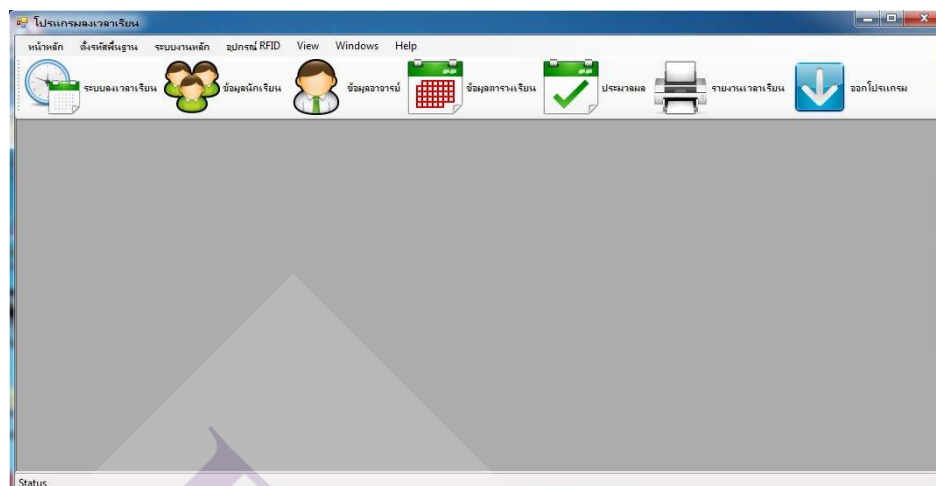 โปรแกรมลงเวลาเรียน
หน้าหลัก ตั้งรหัสพื้นฐาน ระบบงานหลัก อุปกรณ์ RFID View Windows Help
ระบบลงเวลาเรียน ข้อมูลนักเรียน ข้อมูลอาจารย์ ข้อมูลตารางเรียน ประมวลผล รายงานเวลาเรียน ออกโปรแกรม
Status